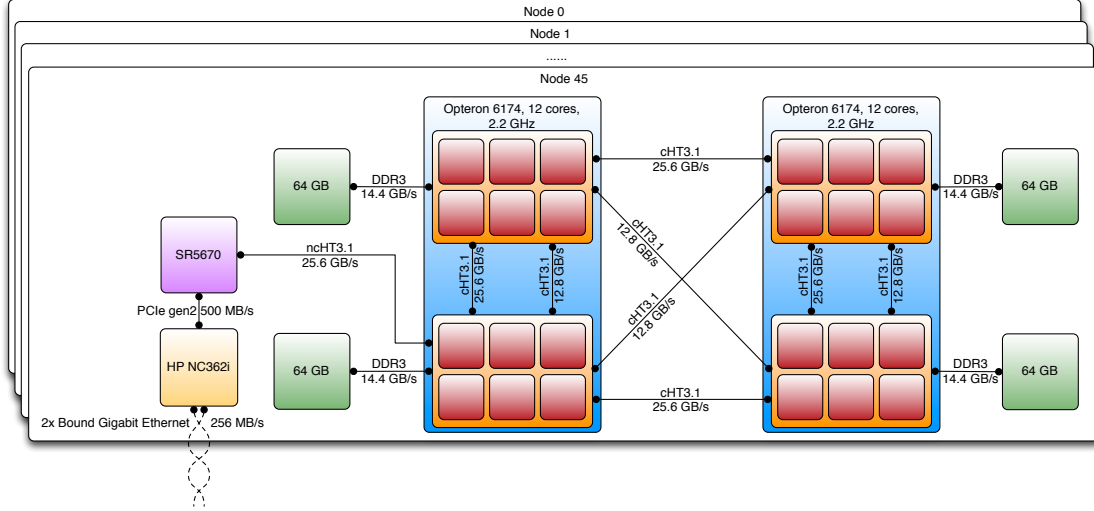 Node 0
Node 1
......
Node 45
Opteron 6174, 12 cores,
2.2 GHz
Opteron 6174, 12 cores,
2.2 GHz
cHT3.1
25.6 GB/s
64 GB
DDR3
14.4 GB/s
DDR3
14.4 GB/s
64 GB
cHT3.1
12.8 GB/s
SR5670
ncHT3.1
25.6 GB/s
cHT3.1
25.6 GB/s
cHT3.1
12.8 GB/s
cHT3.1
25.6 GB/s
cHT3.1
12.8 GB/s
cHT3.1
12.8 GB/s
PCIe gen2 500 MB/s
HP NC362i
64 GB
DDR3
14.4 GB/s
cHT3.1
25.6 GB/s
DDR3
14.4 GB/s
64 GB
2x Bound Gigabit Ethernet
256 MB/s